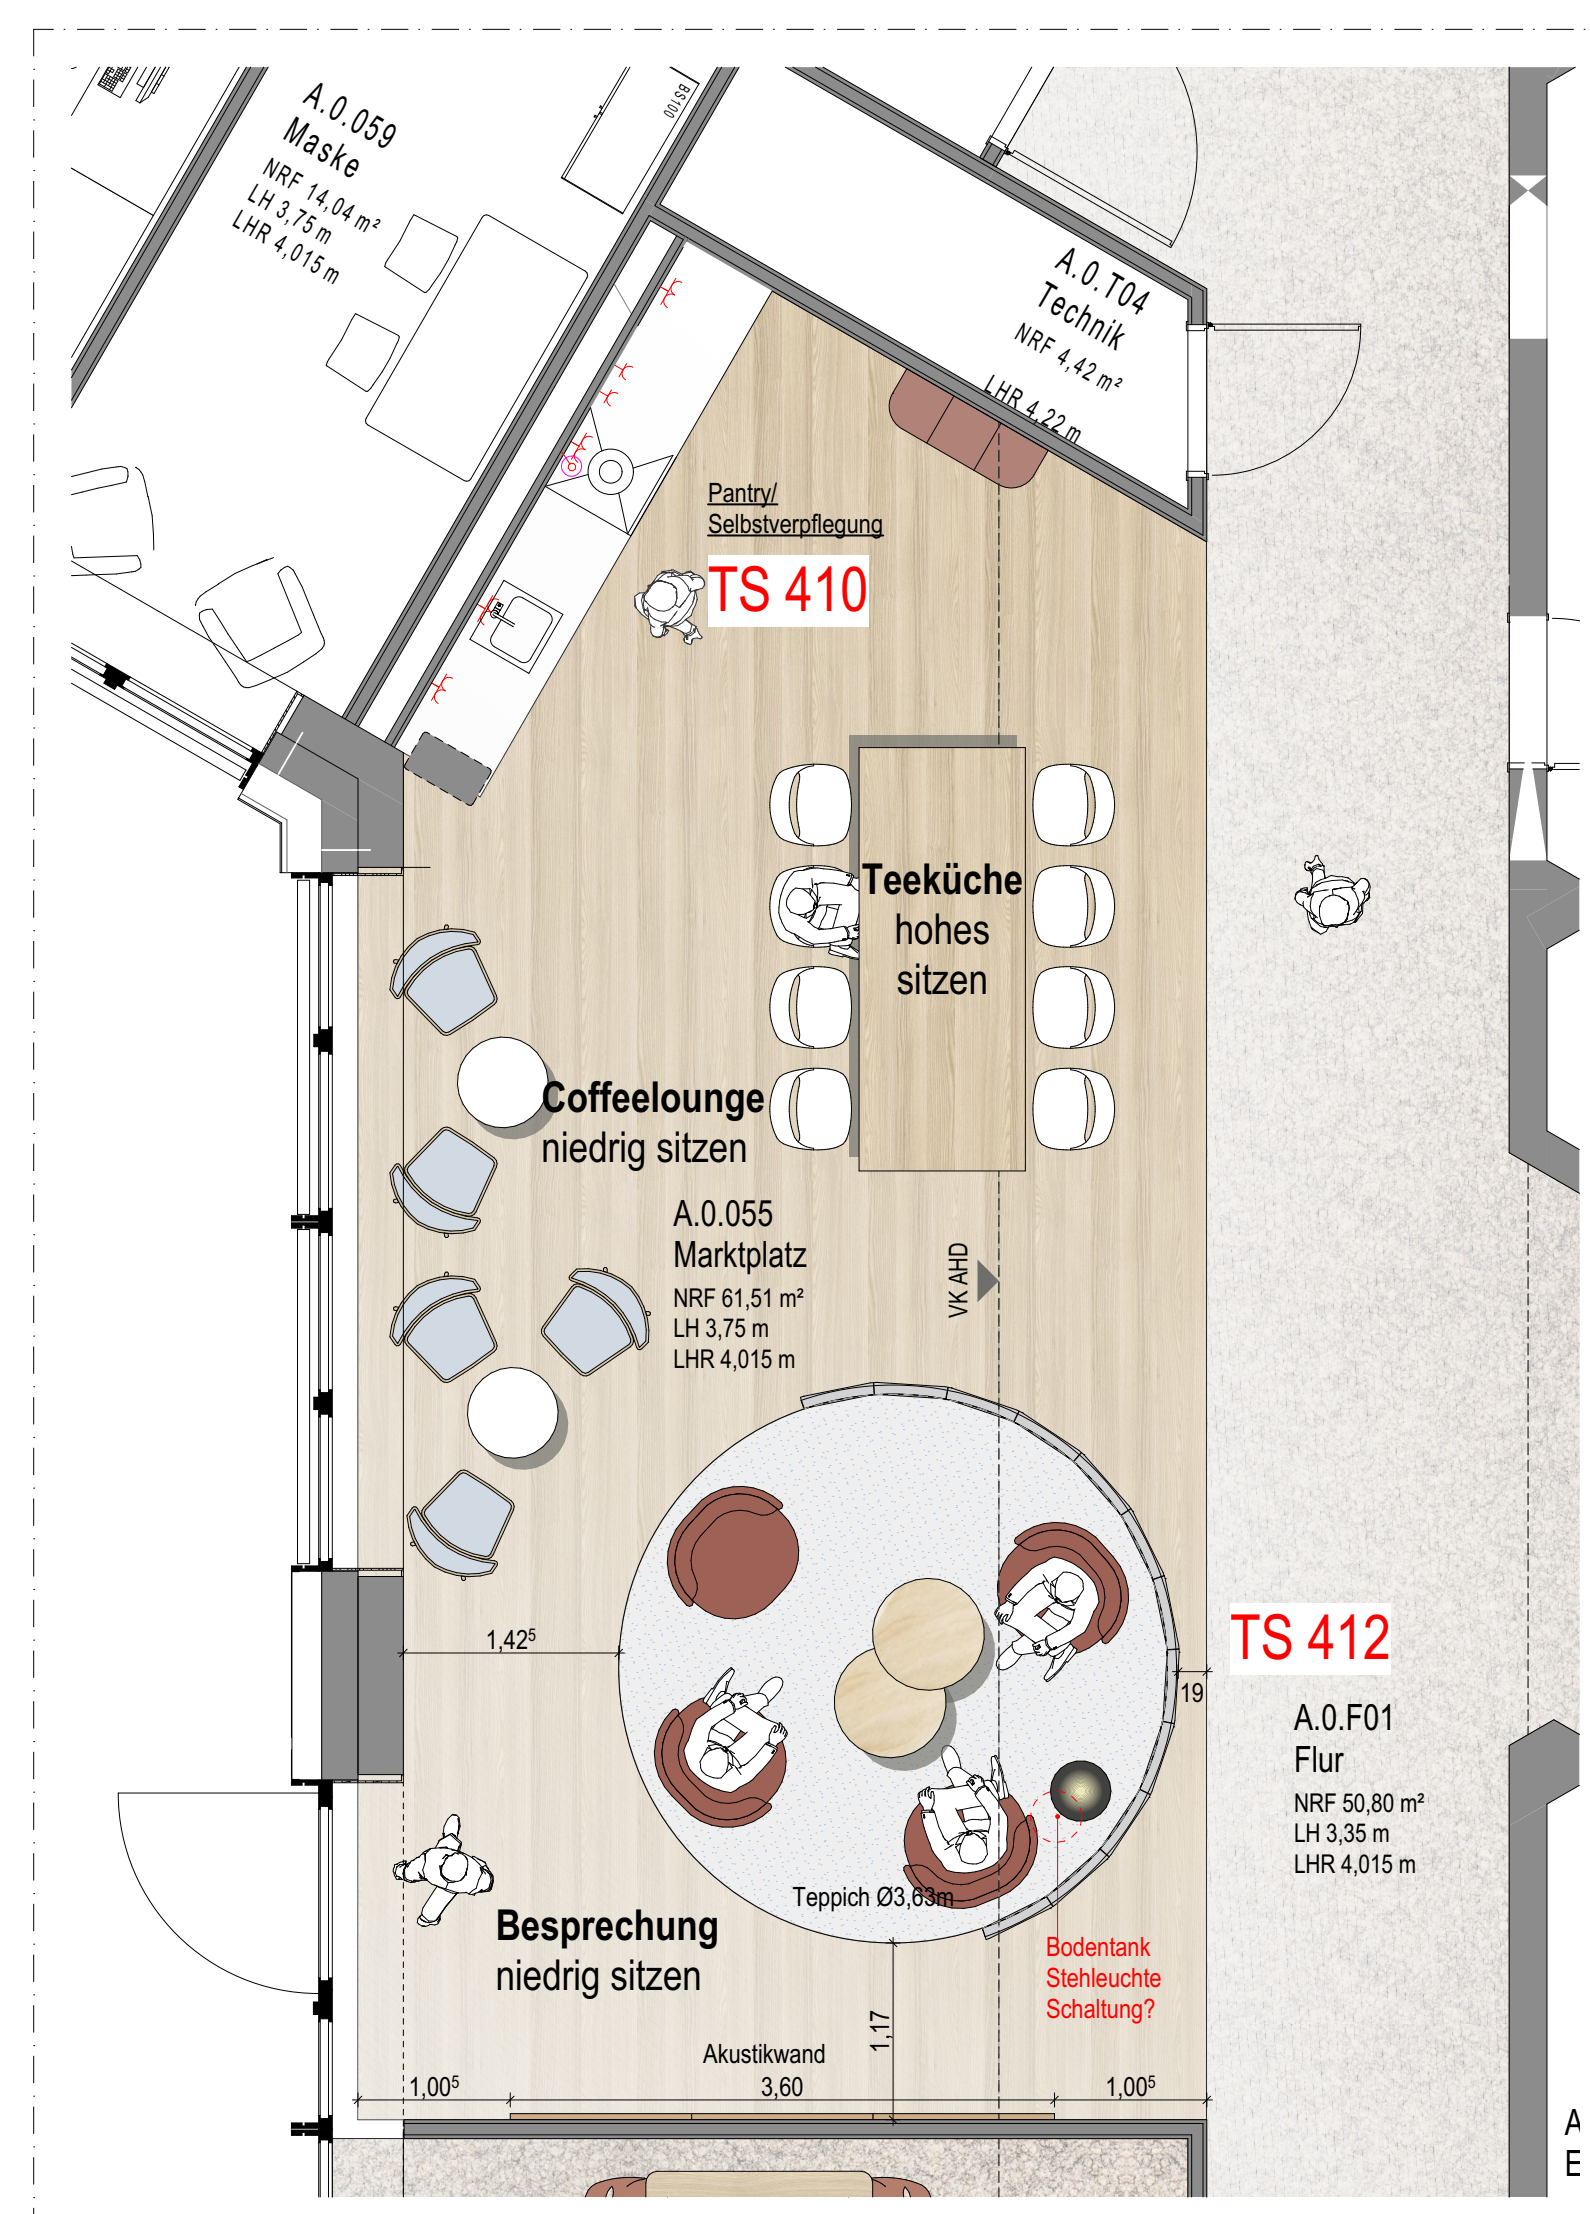 A.0.059
Maske
NRF 14,04 m²
LH 3,75 m
LHR 4,015 m
BS100
A.0.T04
Technik
NRF 4,42 m²
LHR 4,22 m
Pantry/
Selbstverpflegung
TS 410
Teeküche
hohes
sitzen
Coffeelounge
niedrig sitzen
A.0.055
Marktplatz
NRF 61,51 m²
LH 3,75 m
LHR 4,015 m
VK AHD
1,42⁵
TS 412
19
A.0.F01
Flur
NRF 50,80 m²
LH 3,35 m
LHR 4,015 m
Teppich Ø3,63m
Besprechung
niedrig sitzen
Bodentank
Stehleuchte
Schaltung?
1,17
Akustikwand
1,00⁵
3,60
1,00⁵
A
E